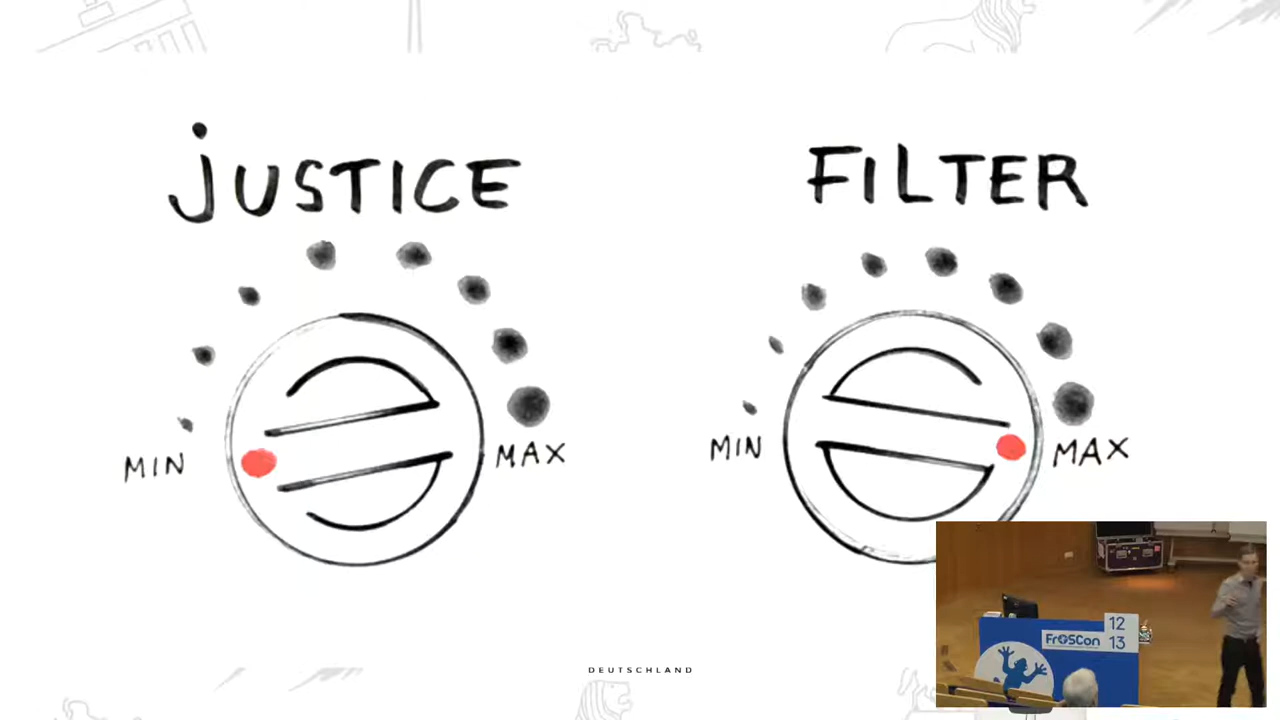 jUSTICE
FILTER
MIN
MAX
MIN
MAX
DEUTSCHLAND
FrOSCon
12
13